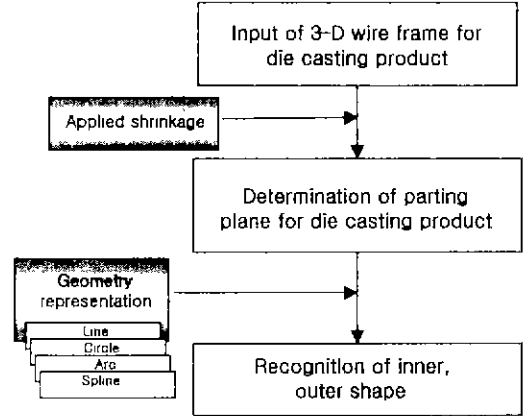 Input of 3-D wire frame for
die casting product
Applied shrinkage
Determination of parting
plane for die casting product
Geometry
representation
Line
Circle
Arc
Spline
Recognition of inner,
outer shape